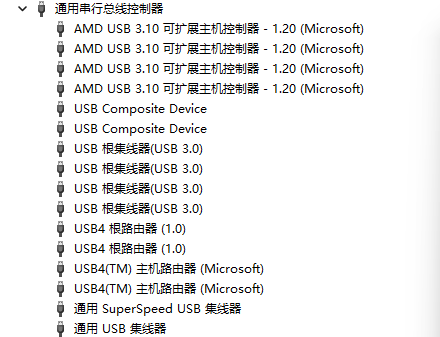 通用串行总线控制器
AMD USB 3.10 可扩展主机控制器 - 1.20 (Microsoft)
AMD USB 3.10 可扩展主机控制器 - 1.20 (Microsoft)
AMD USB 3.10 可扩展主机控制器 - 1.20 (Microsoft)
AMD USB 3.10 可扩展主机控制器 - 1.20 (Microsoft)
USB Composite Device
USB Composite Device
USB 根集线器(USB 3.0)
USB 根集线器(USB 3.0)
USB 根集线器(USB 3.0)
USB 根集线器(USB 3.0)
USB4 根路由器 (1.0)
USB4 根路由器 (1.0)
USB4(TM) 主机路由器 (Microsoft)
USB4(TM) 主机路由器 (Microsoft)
通用 SuperSpeed USB 集线器
通用 USB 集线器